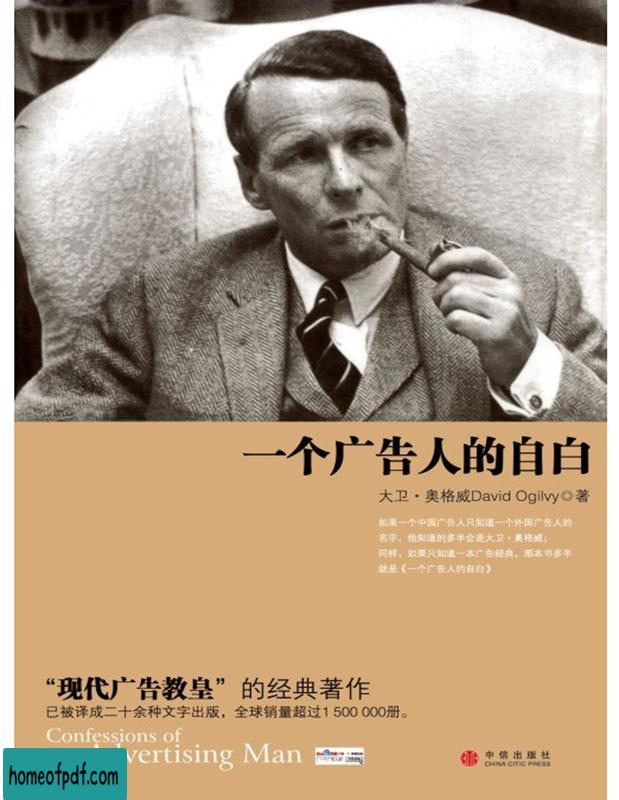 一个广告人的自白
大卫·奥格威David Ogilvy◎著
如果一个中国广告人只知道一个外国广告人的
名字，他知道的多半会是大卫·奥格威；
同样，如果只知道一本广告经典，那本书多半
就是《一个广告人的自白》
“现代广告教皇”的经典著作
已被译成二十余种文字出版，全球销量超过1 500 000册。
Confessions of
Advertising Man
中信出版社
CHINA CITIC PRESS
homeofpdf.com